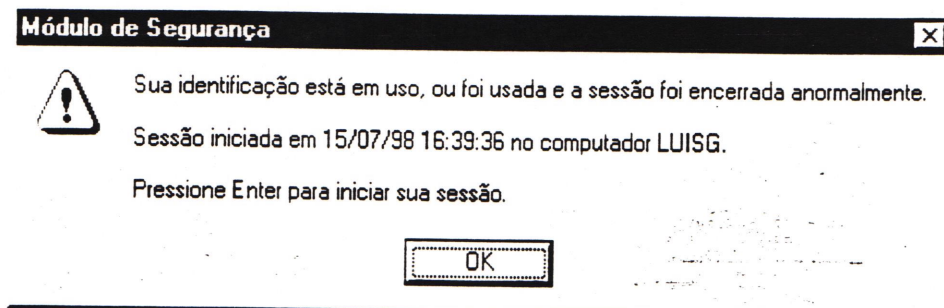 Módulo de Segurança
Sua identificação está em uso, ou foi usada e a sessão foi encerrada anormalmente.
Sessão iniciada em 15/07/98 16:39:36 no computador LUISG.
Pressione Enter para iniciar sua sessão.
OK